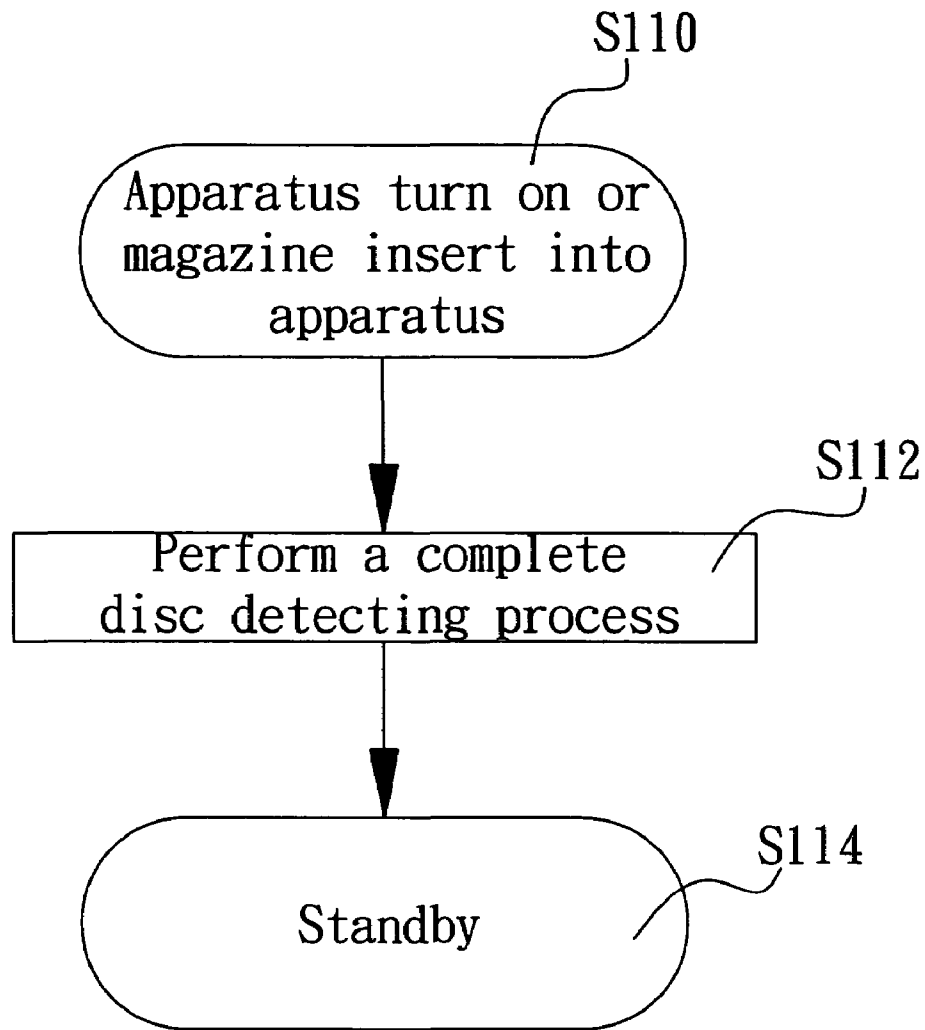 S110
Apparatus turn on or
magazine insert into
apparatus
S112
Perform a complete
disc detecting process
S114
Standby